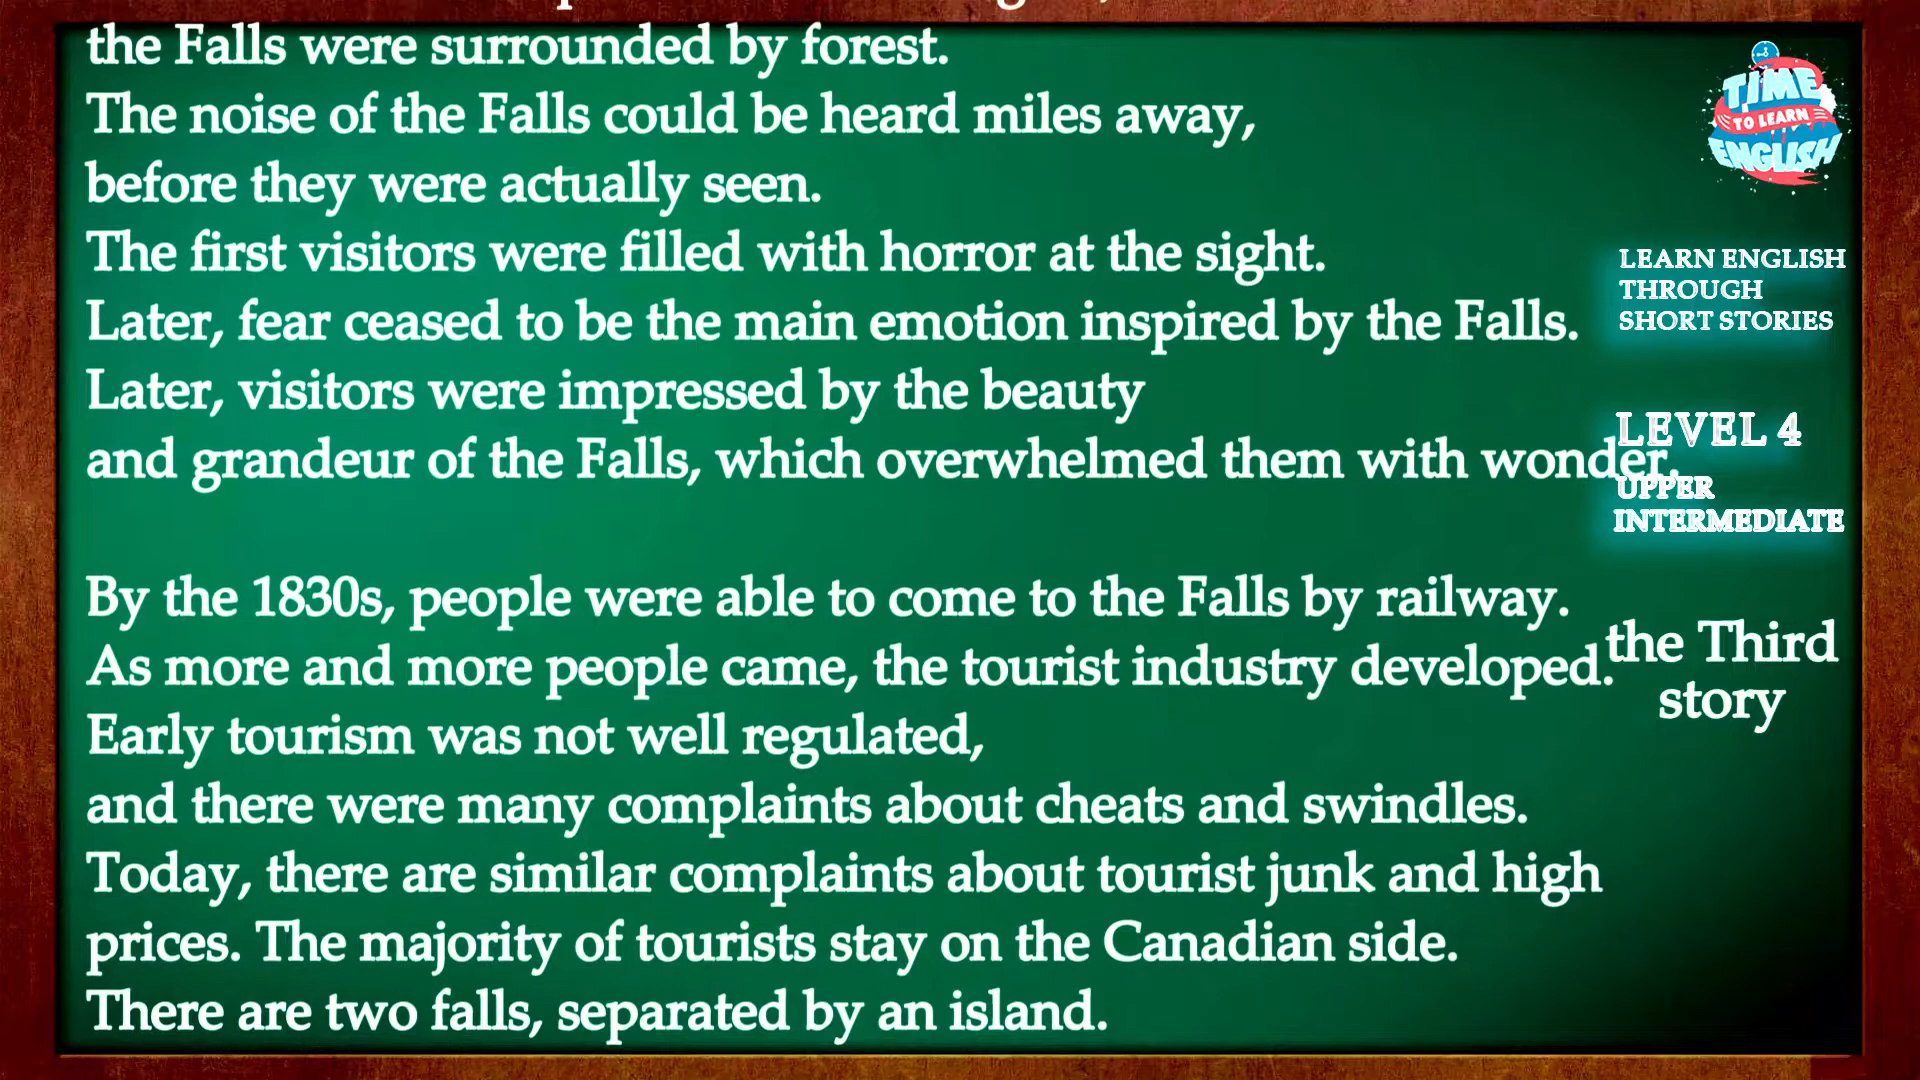 the Falls were surrounded by forest.
The noise of the Falls could be heard miles away,
before they were actually seen.
The first visitors were filled with horror at the sight.
Later, fear ceased to be the main emotion inspired by the Falls.
Later, visitors were impressed by the beauty
and grandeur of the Falls, which overwhelmed them with wonder.
By the 1830s, people were able to come to the Falls by railway.
As more and more people came, the tourist industry developed.
Early tourism was not well regulated,
and there were many complaints about cheats and swindles.
Today, there are similar complaints about tourist junk and high
prices. The majority of tourists stay on the Canadian side.
There are two falls, separated by an island.
TIME
TO LEARN
ENGLISH
LEARN ENGLISH
THROUGH
SHORT STORIES
LEVEL 4
UPPER
INTERMEDIATE
the Third
story